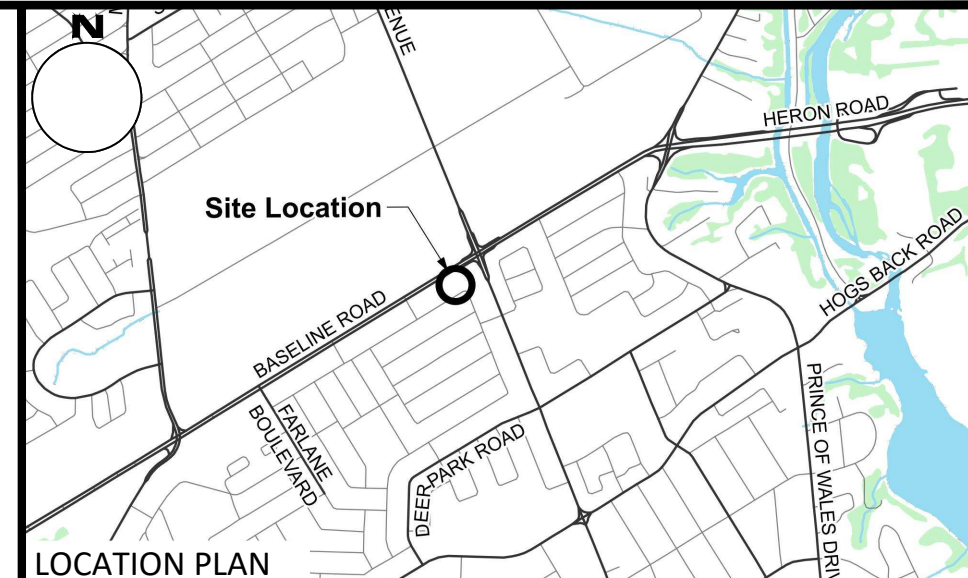 N
ENUE
HERON ROAD
Site Location
HOGS BACK ROAD
BASELINE ROAD
FARLANE
BOULEVARD
DEER PARK ROAD
PRINCE OF WALES DRIV
LOCATION PLAN